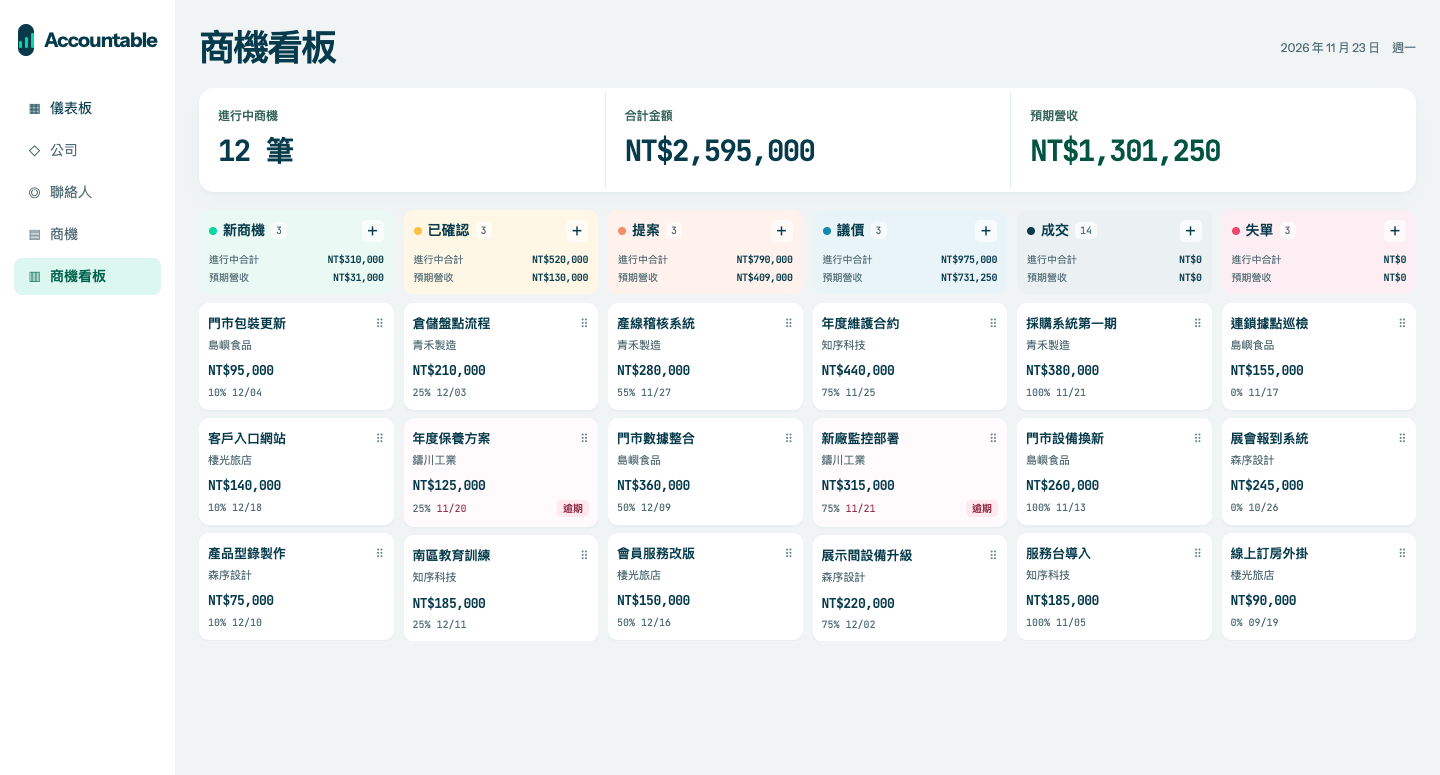 Accountable
儀表板
公司
聯絡人
商機
商機看板
商機看板
2026 年 11 月 23 日 週一
進行中商機
12 筆
合計金額
NT$2,595,000
預期營收
NT$1,301,250
新商機 3 +
進行中合計 NT$310,000
預期營收 NT$31,000
門市包裝更新
島嶼食品
NT$95,000
10% 12/04
客戶入口網站
棲光旅店
NT$140,000
10% 12/18
產品型錄製作
森序設計
NT$75,000
10% 12/10
已確認 3 +
進行中合計 NT$520,000
預期營收 NT$130,000
倉儲盤點流程
青禾製造
NT$210,000
25% 12/03
年度保養方案
鑄川工業
NT$125,000
25% 11/20 逾期
南區教育訓練
知序科技
NT$185,000
25% 12/11
提案 3 +
進行中合計 NT$790,000
預期營收 NT$409,000
產線稽核系統
青禾製造
NT$280,000
55% 11/27
門市數據整合
島嶼食品
NT$360,000
50% 12/09
會員服務改版
棲光旅店
NT$150,000
50% 12/16
議價 3 +
進行中合計 NT$975,000
預期營收 NT$731,250
年度維護合約
知序科技
NT$440,000
75% 11/25
新廠監控部署
鑄川工業
NT$315,000
75% 11/21 逾期
展示間設備升級
森序設計
NT$220,000
75% 12/02
成交 14 +
進行中合計 NT$0
預期營收 NT$0
採購系統第一期
青禾製造
NT$380,000
100% 11/21
門市設備換新
島嶼食品
NT$260,000
100% 11/13
服務台導入
知序科技
NT$185,000
100% 11/05
失單 3 +
進行中合計 NT$0
預期營收 NT$0
連鎖據點巡檢
島嶼食品
NT$155,000
0% 11/17
展會報到系統
森序設計
NT$245,000
0% 10/26
線上訂房外掛
棲光旅店
NT$90,000
0% 09/19